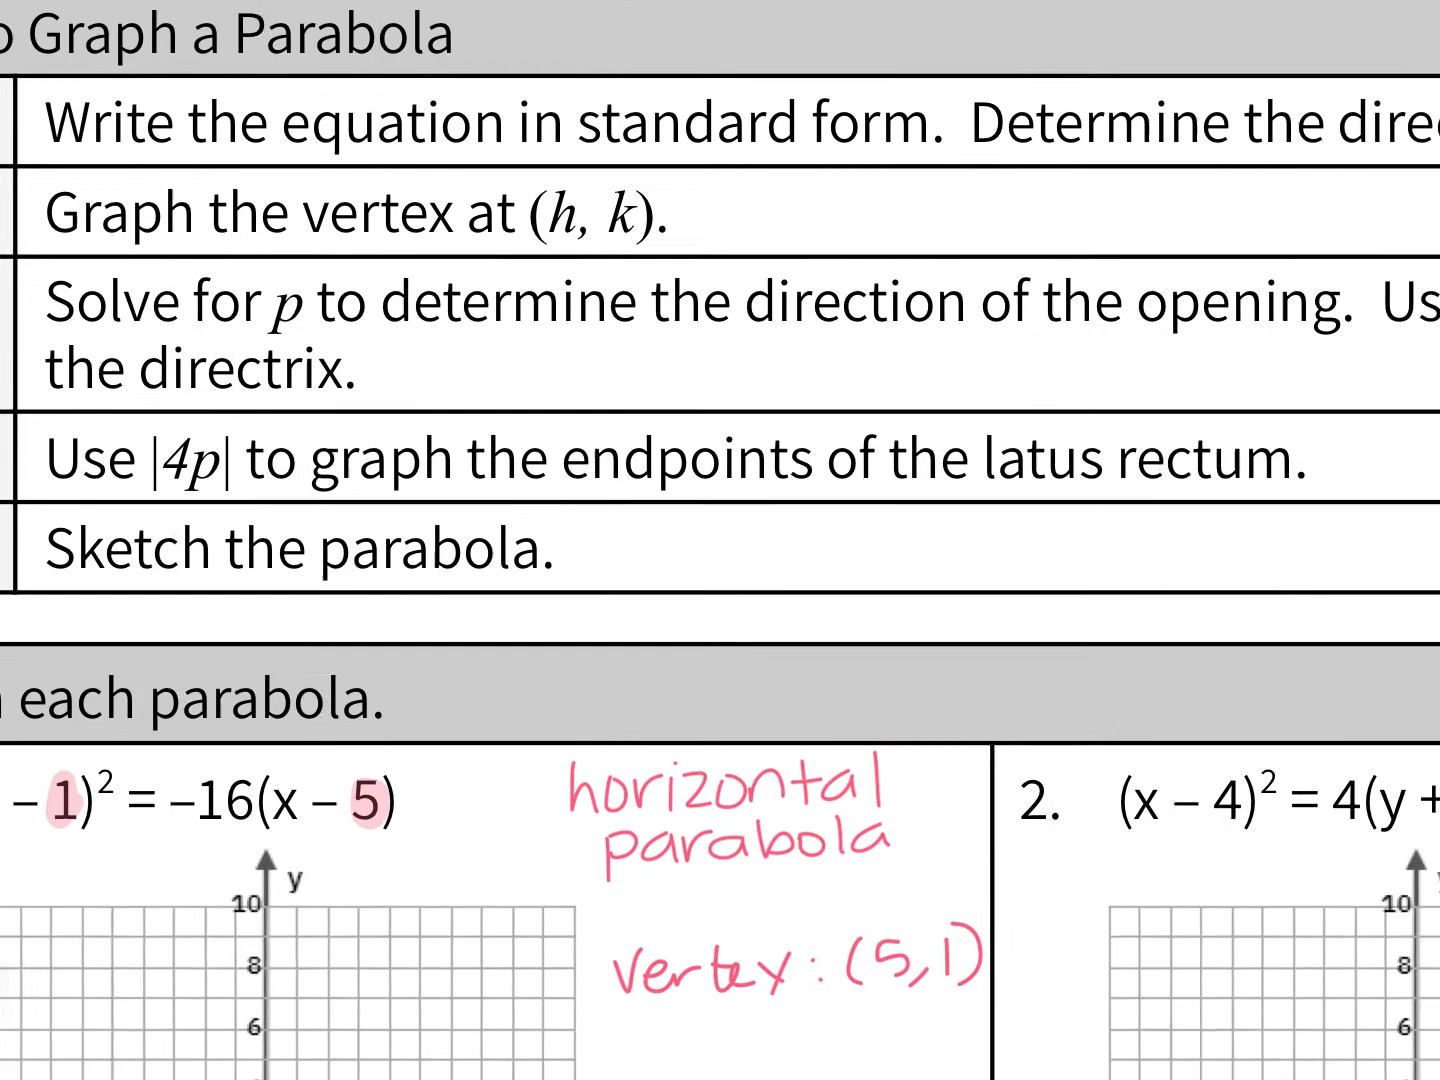 o Graph a Parabola
Write the equation in standard form.  Determine the direc
Graph the vertex at (h, k).
Solve for p to determine the direction of the opening.  Us
the directrix.
Use |4p| to graph the endpoints of the latus rectum.
Sketch the parabola.
each parabola.
– 1)² = –16(x – 5)
horizontal
parabola
vertex: (5,1)
y
10
8
6
2.   (x – 4)² = 4(y +
10
8
6